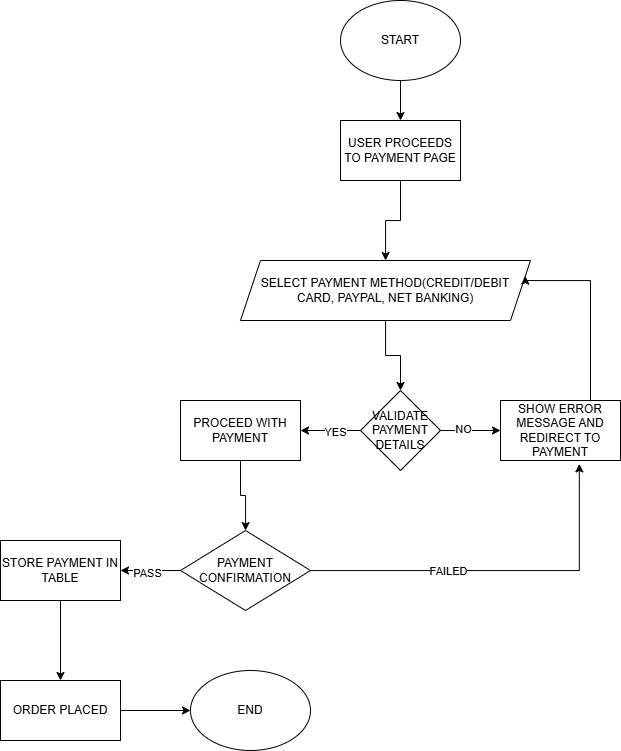 START
USER PROCEEDS
TO PAYMENT PAGE
SELECT PAYMENT METHOD(CREDIT/DEBIT
CARD, PAYPAL, NET BANKING)
PROCEED WITH
PAYMENT
YES
VALIDATE
PAYMENT
DETAILS
NO
SHOW ERROR
MESSAGE AND
REDIRECT TO
PAYMENT
STORE PAYMENT IN
TABLE
PASS
PAYMENT
CONFIRMATION
FAILED
ORDER PLACED
END